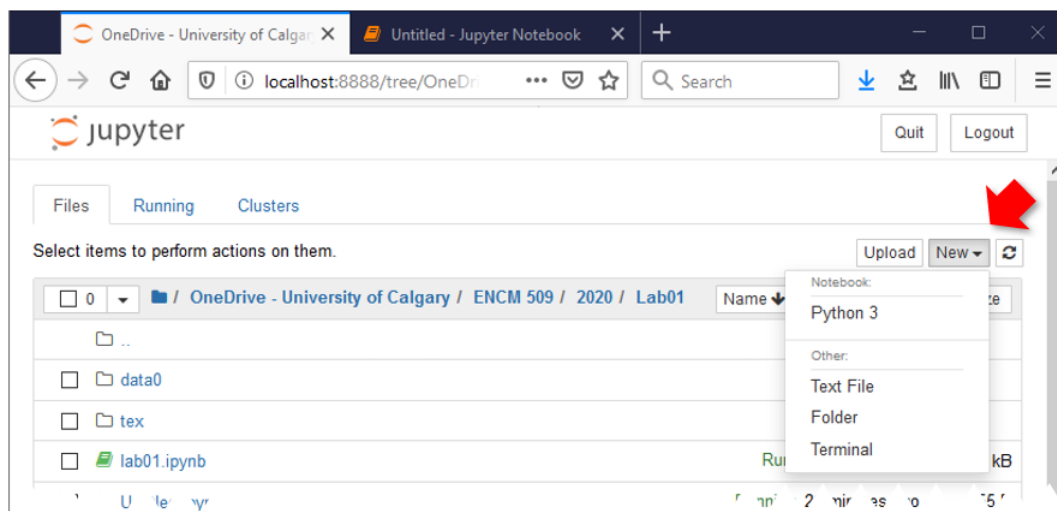 OneDrive - University of Calgar
Untitled - Jupyter Notebook
localhost:8888/tree/OneDri
Search
jupyter
Quit Logout
Files Running Clusters
Select items to perform actions on them.
Upload New
0 / OneDrive - University of Calgary / ENCM 509 / 2020 / Lab01 Name
Notebook:
Python 3
..
Other:
data0
Text File
Folder
tex
Terminal
lab01.ipynb kB